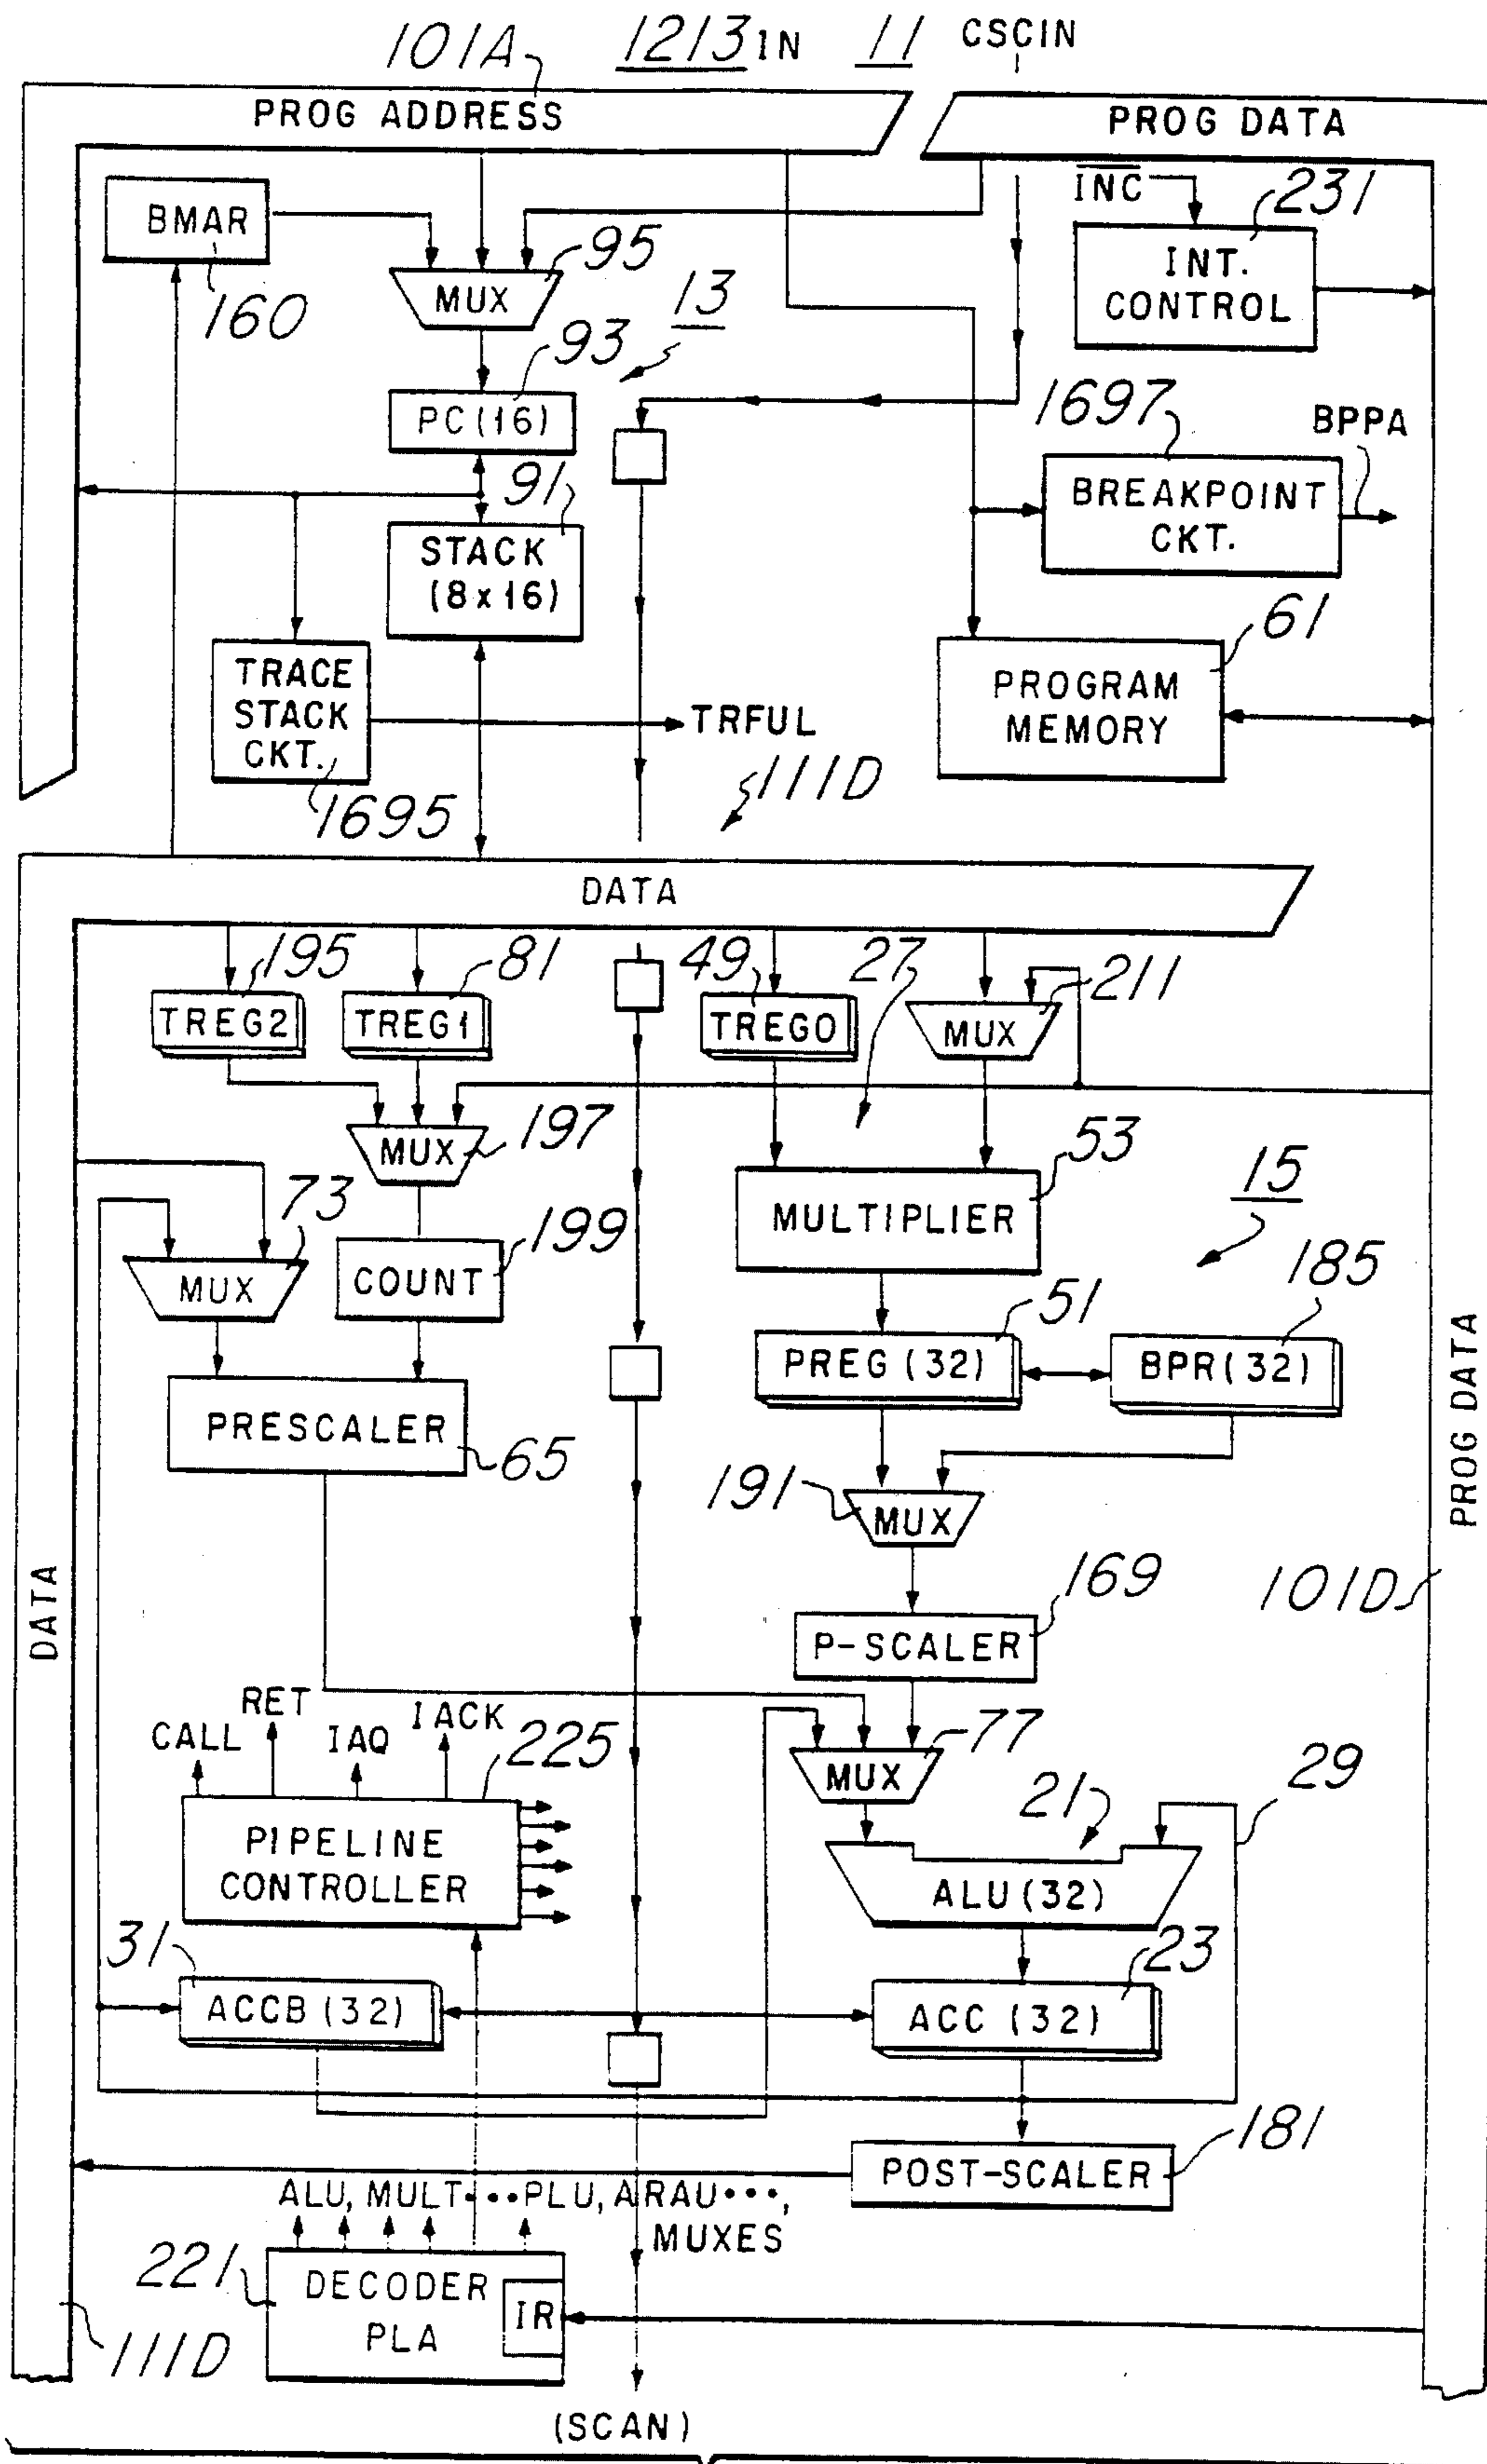 101A 1213 IN 11 CSCIN
PROG ADDRESS
PROG DATA
INC
231
BMAR
95
INT.
CONTROL
MUX
160
13
93
PC (16)
1697
BPPA
91
BREAKPOINT
CKT.
STACK
(8 x 16)
61
TRACE
STACK
CKT.
PROGRAM
MEMORY
TRFUL
111D
1695
DATA
195
81
49
27
211
TREG2
TREG1
TREG0
MUX
197
MUX
53
15
73
MULTIPLIER
199
185
MUX
COUNT
51
PREG (32)
BPR (32)
PRESCALER
65
191
MUX
PROG DATA
169
101D
DATA
P-SCALER
RET
IACK
CALL
IAQ
225
77
MUX
29
21
PIPELINE
CONTROLLER
ALU (32)
31
23
ACCB (32)
ACC (32)
181
POST-SCALER
ALU, MULT•••PLU, ARAU•••,
MUXES
221
DECODER
PLA
IR
111D
(SCAN)